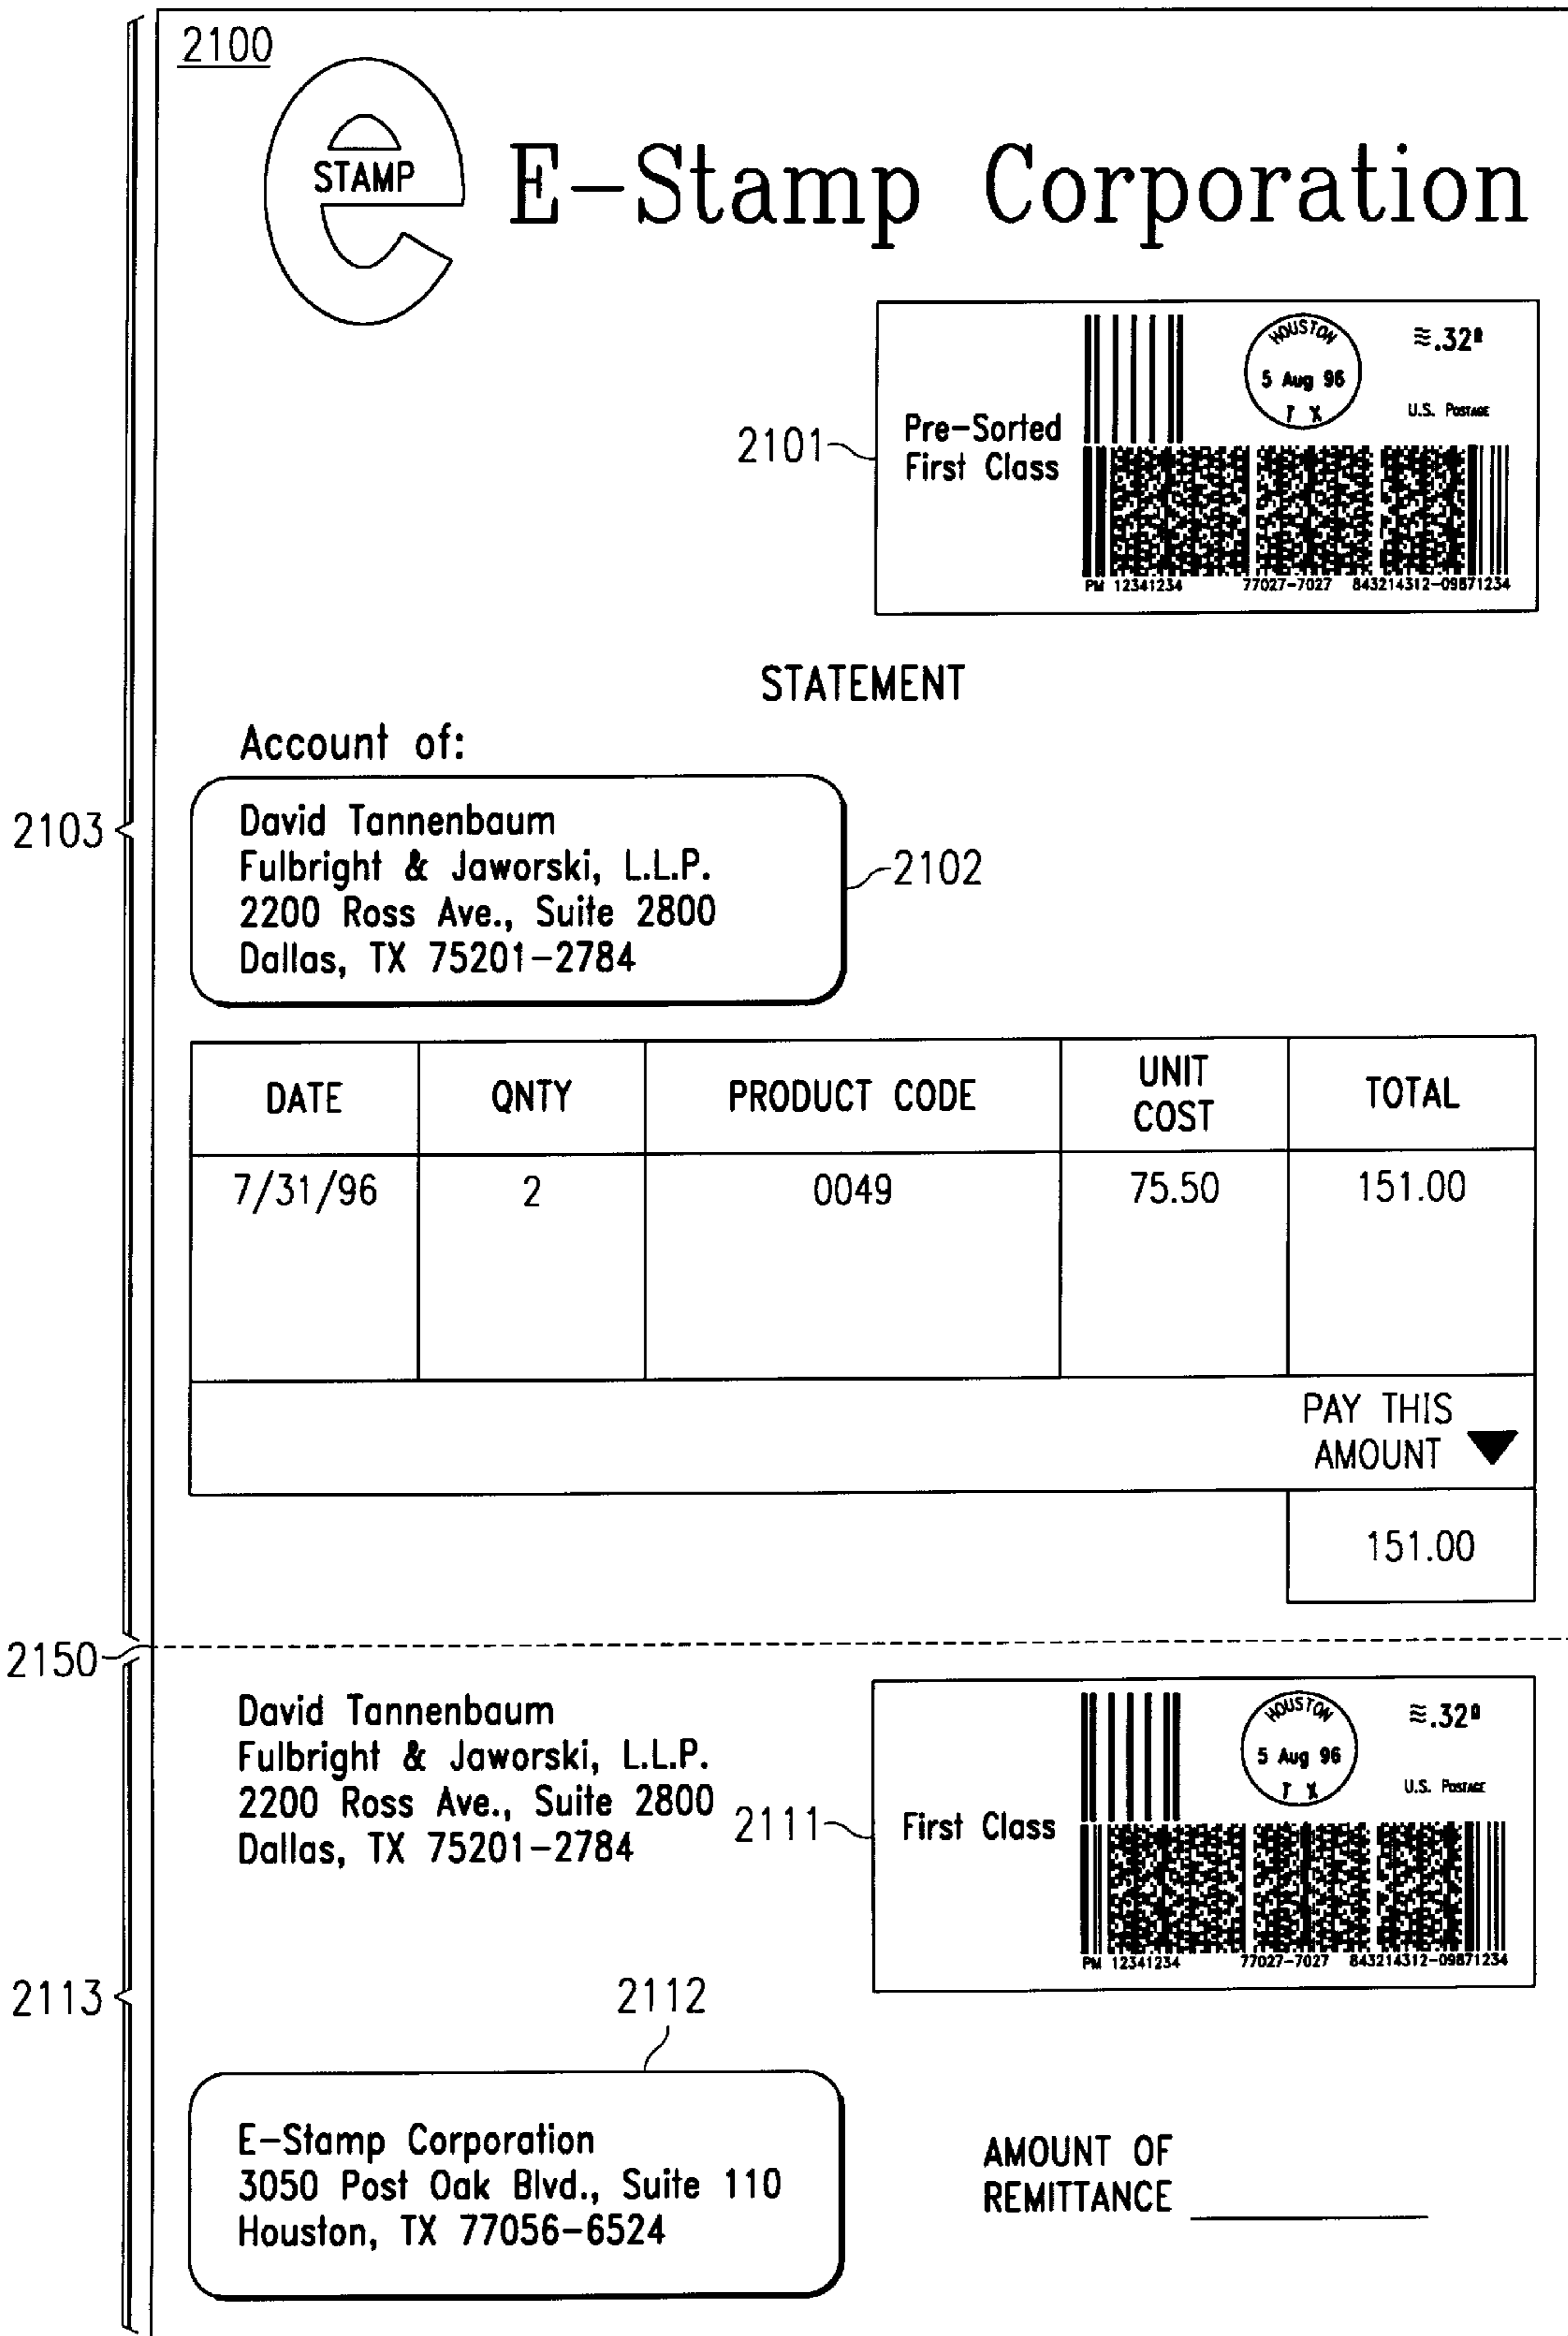 2100
STAMP
E-Stamp Corporation
HOUSTON
5 Aug 96
TX
.32
U.S. POSTAGE
2101
Pre-Sorted
First Class
PM 12341234 77027-7027 843214312-09871234
STATEMENT
Account of:
2103
David Tannenbaum
Fulbright & Jaworski, L.L.P.
2200 Ross Ave., Suite 2800
Dallas, TX 75201-2784
2102
DATE QNTY PRODUCT CODE UNIT COST TOTAL
7/31/96 2 0049 75.50 151.00
PAY THIS
AMOUNT
151.00
2150
David Tannenbaum
Fulbright & Jaworski, L.L.P.
2200 Ross Ave., Suite 2800
Dallas, TX 75201-2784
HOUSTON
5 Aug 96
TX
.32
U.S. POSTAGE
2111
First Class
PM 12341234 77027-7027 843214312-09871234
2113
2112
E-Stamp Corporation
3050 Post Oak Blvd., Suite 110
Houston, TX 77056-6524
AMOUNT OF
REMITTANCE